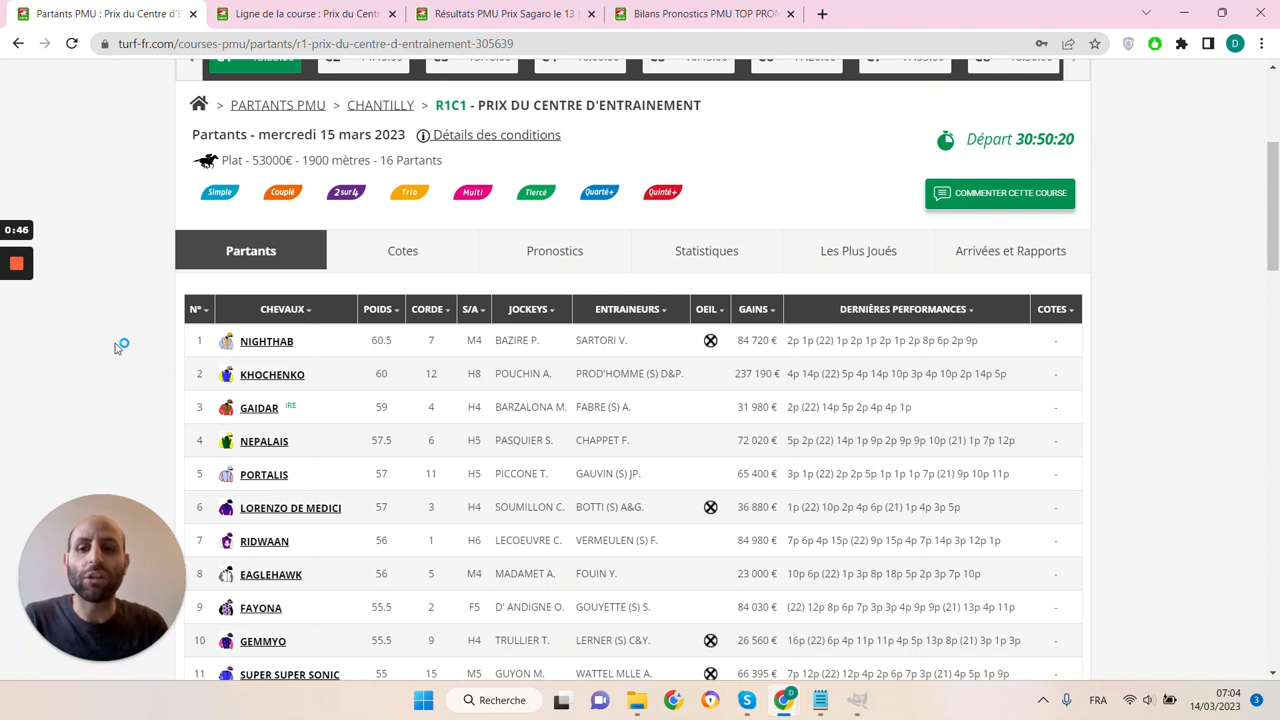 Partants PMU : Prix du Centre d'E
Ligne de la course : Prix du Centr
Résultats PMU Prix Sagaro le 13 
Bilans Pronostics PMU TOP PRON
turf-fr.com/courses-pmu/partants/r1-prix-du-centre-d-entrainement-305639
D
PARTANTS PMU > CHANTILLY > R1C1 - PRIX DU CENTRE D'ENTRAINEMENT
Partants - mercredi 15 mars 2023 Détails des conditions
Départ 30:50:20
Plat - 53000€ - 1900 mètres - 16 Partants
Simple Couplé 2 sur 4 Trio Multi Tiercé Quarté+ Quinté+
COMMENTER CETTE COURSE
0:46
Partants Cotes Pronostics Statistiques Les Plus Joués Arrivées et Rapports
N° CHEVAUX POIDS CORDE S/A JOCKEYS ENTRAINEURS OEIL GAINS DERNIÈRES PERFORMANCES COTES
1 NIGHTHAB 60.5 7 M4 BAZIRE P. SARTORI V. 84 720 € 2p 1p (22) 1p 2p 1p 2p 1p 2p 8p 6p 2p 9p -
2 KHOCHENKO 60 12 H8 POUCHIN A. PROD'HOMME (S) D&P. 237 190 € 4p 14p (22) 5p 4p 14p 10p 3p 4p 10p 2p 14p 5p -
3 GAIDAR IRE 59 4 H4 BARZALONA M. FABRE (S) A. 31 980 € 2p (22) 14p 5p 2p 4p 4p 1p -
4 NEPALAIS 57.5 6 H5 PASQUIER S. CHAPPET F. 72 020 € 5p 2p (22) 14p 1p 9p 2p 9p 9p 10p (21) 1p 7p 12p -
5 PORTALIS 57 11 H5 PICCONE T. GAUVIN (S) JP. 65 400 € 3p 1p (22) 2p 2p 5p 1p 1p 1p 7p (21) 9p 10p 11p -
6 LORENZO DE MEDICI 57 3 H4 SOUMILLON C. BOTTI (S) A&G. 36 880 € 1p (22) 10p 2p 4p 6p (21) 1p 4p 3p 5p -
7 RIDWAAN 56 1 H6 LECOEUVRE C. VERMEULEN (S) F. 84 980 € 7p 6p 4p 15p (22) 9p 15p 4p 7p 14p 3p 12p 1p -
8 EAGLEHAWK 56 5 M4 MADAMET A. FOUIN Y. 23 000 € 10p 6p (22) 1p 3p 8p 18p 5p 2p 3p 7p 10p -
9 FAYONA 55.5 2 F5 D' ANDIGNE O. GOUYETTE (S) S. 84 030 € (22) 12p 8p 6p 7p 3p 3p 4p 9p 9p (21) 13p 4p 11p -
10 GEMMYO 55.5 9 H4 TRULLIER T. LERNER (S) C&Y. 26 560 € 16p (22) 6p 4p 11p 11p 4p 5p 13p 8p (21) 3p 1p 3p -
11 SUPER SUPER SONIC 55 15 M5 GUYON M. WATTEL MLLE A. 66 395 € 7p 12p (22) 12p 4p 2p 6p 7p 3p (21) 4p 5p 1p 9p -
Recherche
FRA
07:04
14/03/2023
3